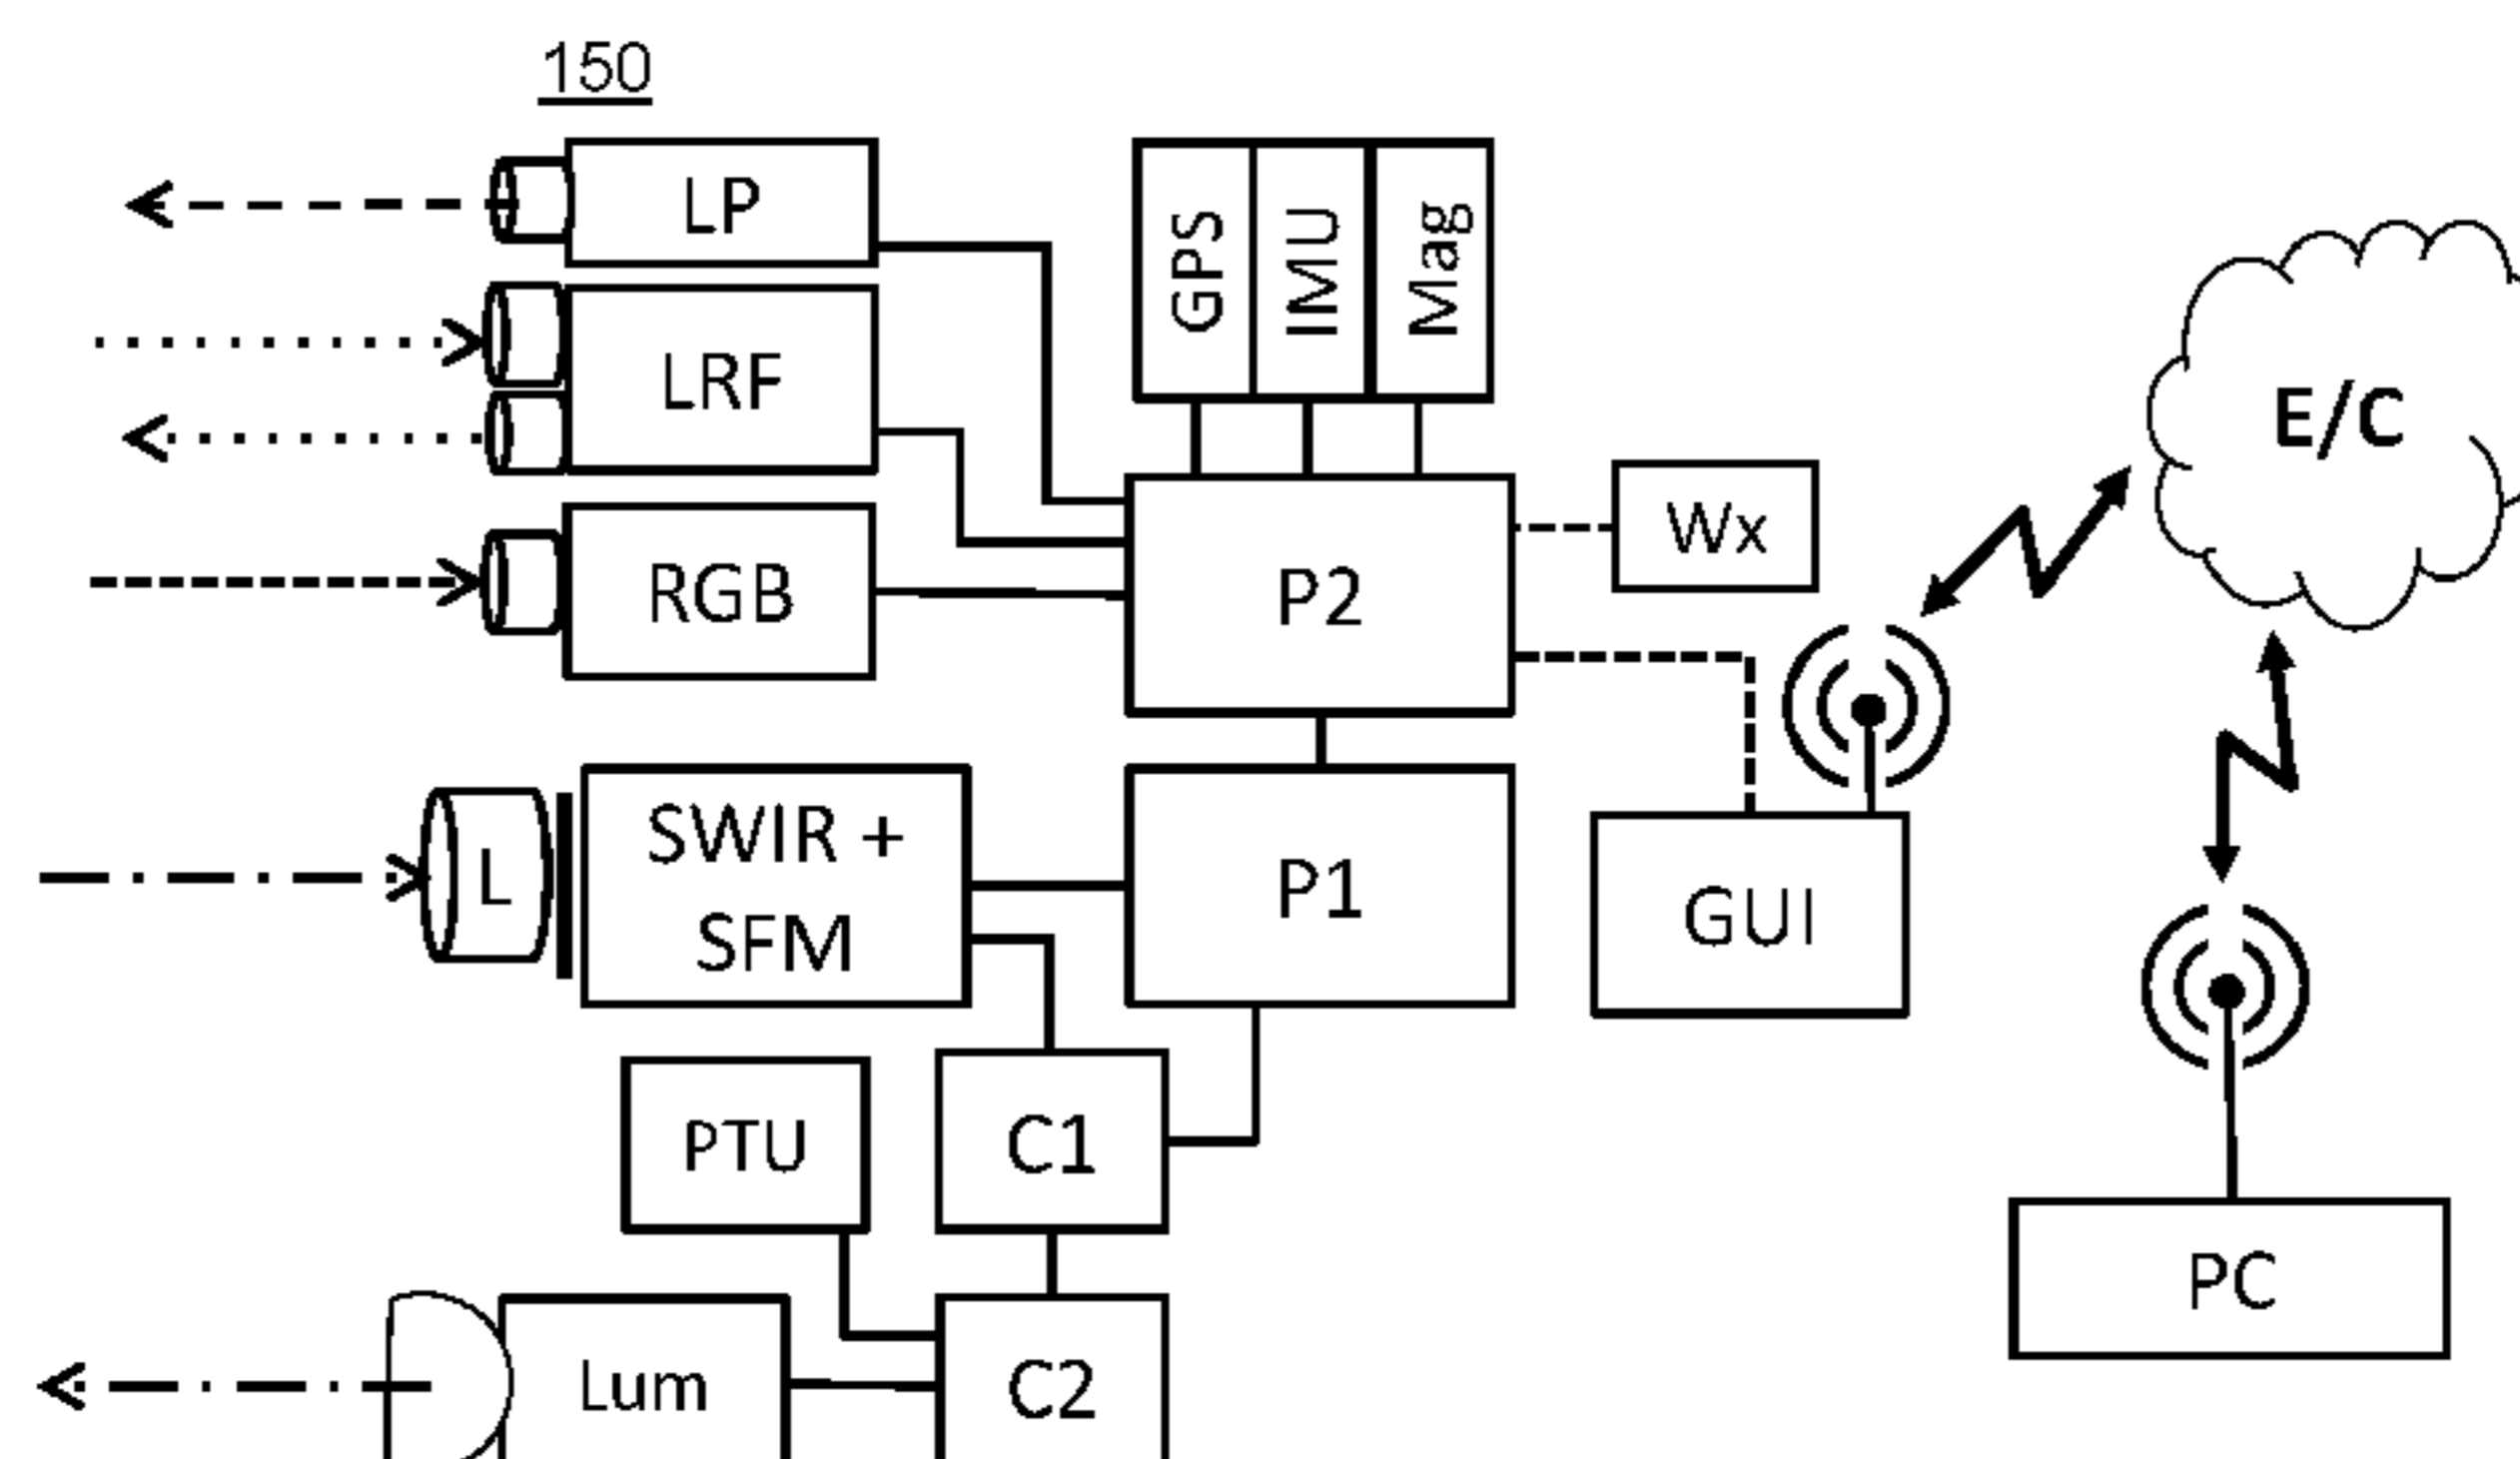 150
LP
LRF
RGB
GPS
IMU
Mag
P2
Wx
E/C
L
SWIR +
SFM
P1
GUI
PTU
C1
PC
Lum
C2